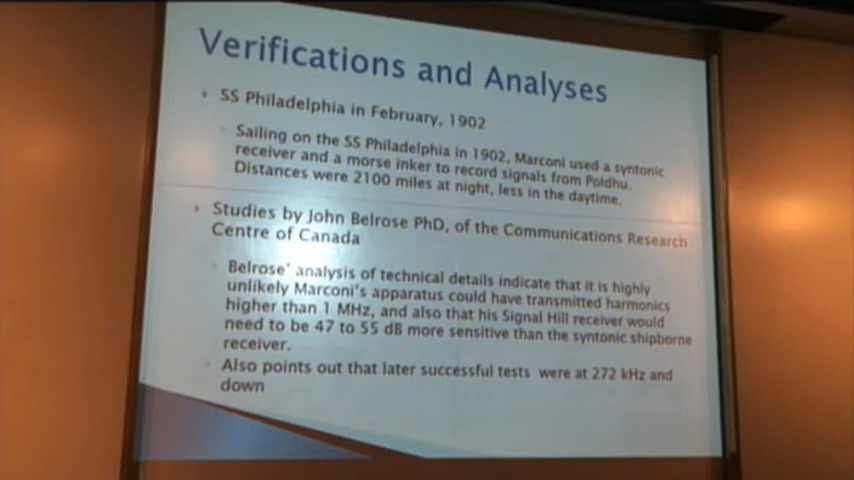 Verifications and Analyses
SS Philadelphia in February, 1902
Sailing on the SS Philadelphia in 1902, Marconi used a syntonic
receiver and a morse inker to record signals from Poldhu.
Distances were 2100 miles at night, less in the daytime.
Studies by John Belrose PhD, of the Communications Research
Centre of Canada
Belrose' analysis of technical details indicate that it is highly
unlikely Marconi's apparatus could have transmitted harmonics
higher than 1 MHz, and also that his Signal Hill receiver would
need to be 47 to 55 dB more sensitive than the syntonic shipborne
receiver.
Also points out that later successful tests were at 272 kHz and
down